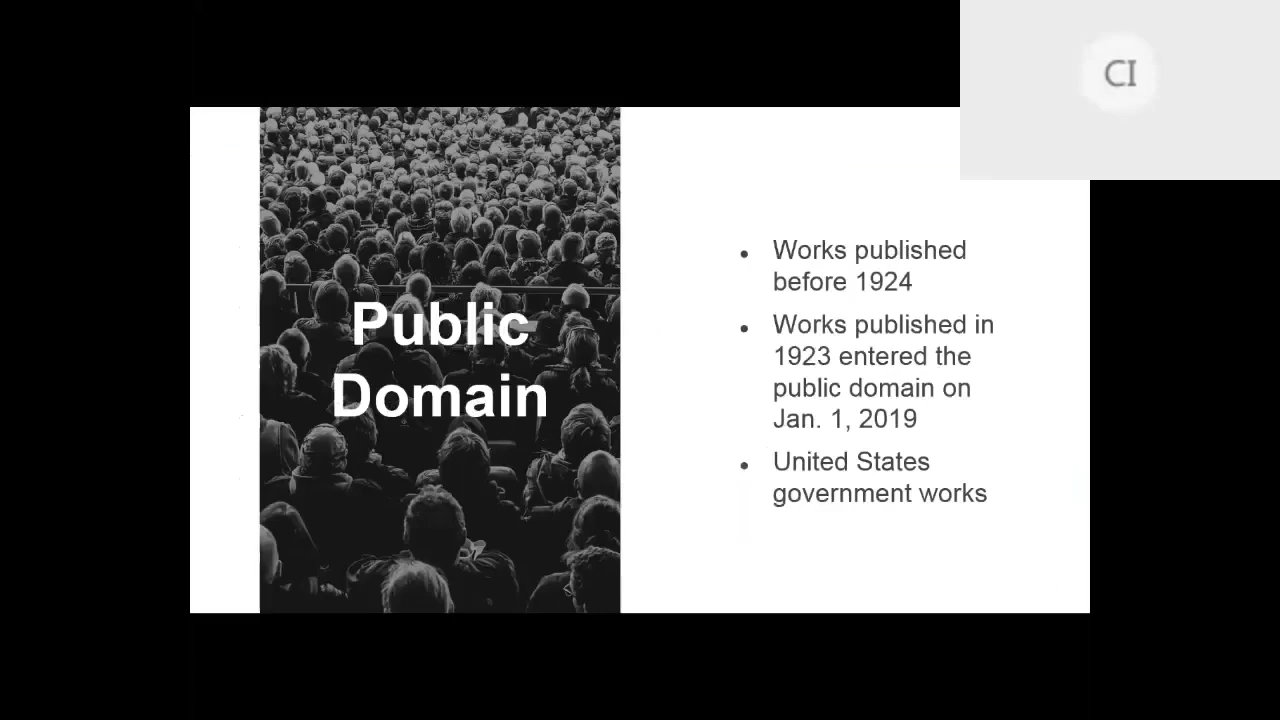 CI
Public
Domain
• Works published
before 1924
• Works published in
1923 entered the
public domain on
Jan. 1, 2019
• United States
government works